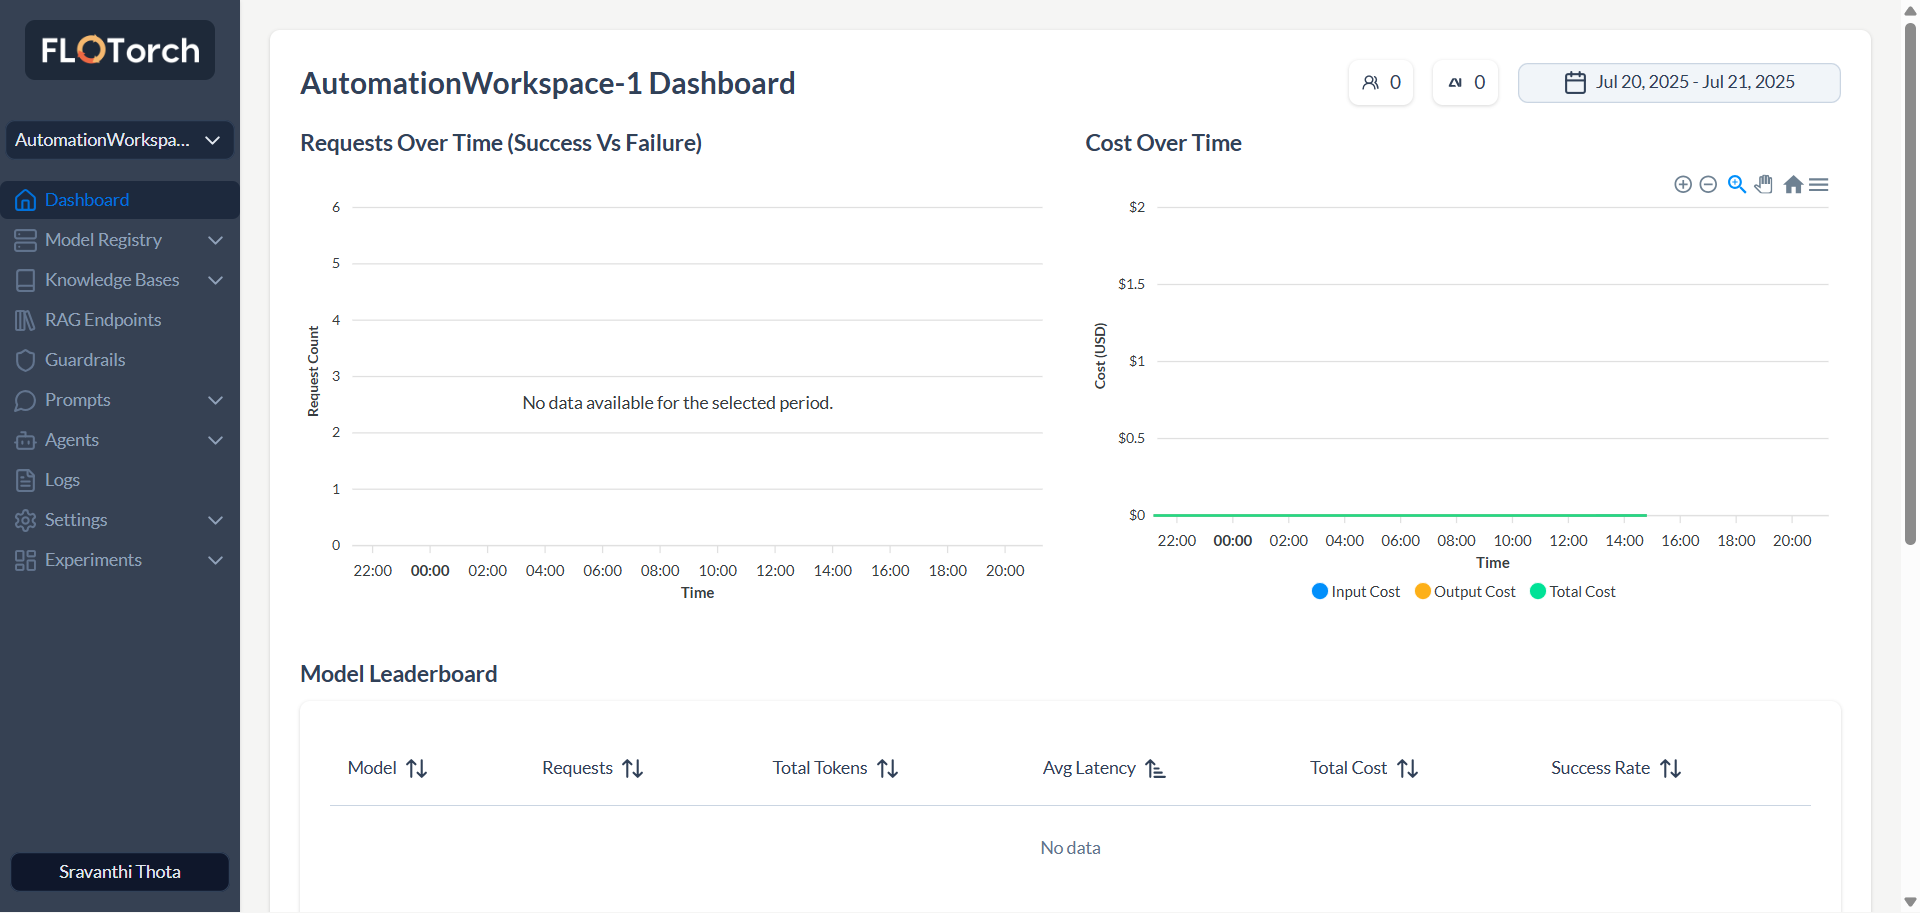 FLOTorch
AutomationWorkspa...
Dashboard
Model Registry
Knowledge Bases
RAG Endpoints
Guardrails
Prompts
Agents
Logs
Settings
Experiments
Sravanthi Thota
AutomationWorkspace-1 Dashboard
0
0
Jul 20, 2025 - Jul 21, 2025
Requests Over Time (Success Vs Failure)
6
5
4
3
2
1
0
Request Count
No data available for the selected period.
22:00 00:00 02:00 04:00 06:00 08:00 10:00 12:00 14:00 16:00 18:00 20:00
Time
Cost Over Time
$2
$1.5
$1
$0.5
$0
Cost (USD)
22:00 00:00 02:00 04:00 06:00 08:00 10:00 12:00 14:00 16:00 18:00 20:00
Time
Input Cost Output Cost Total Cost
Model Leaderboard
Model Requests Total Tokens Avg Latency Total Cost Success Rate
No data